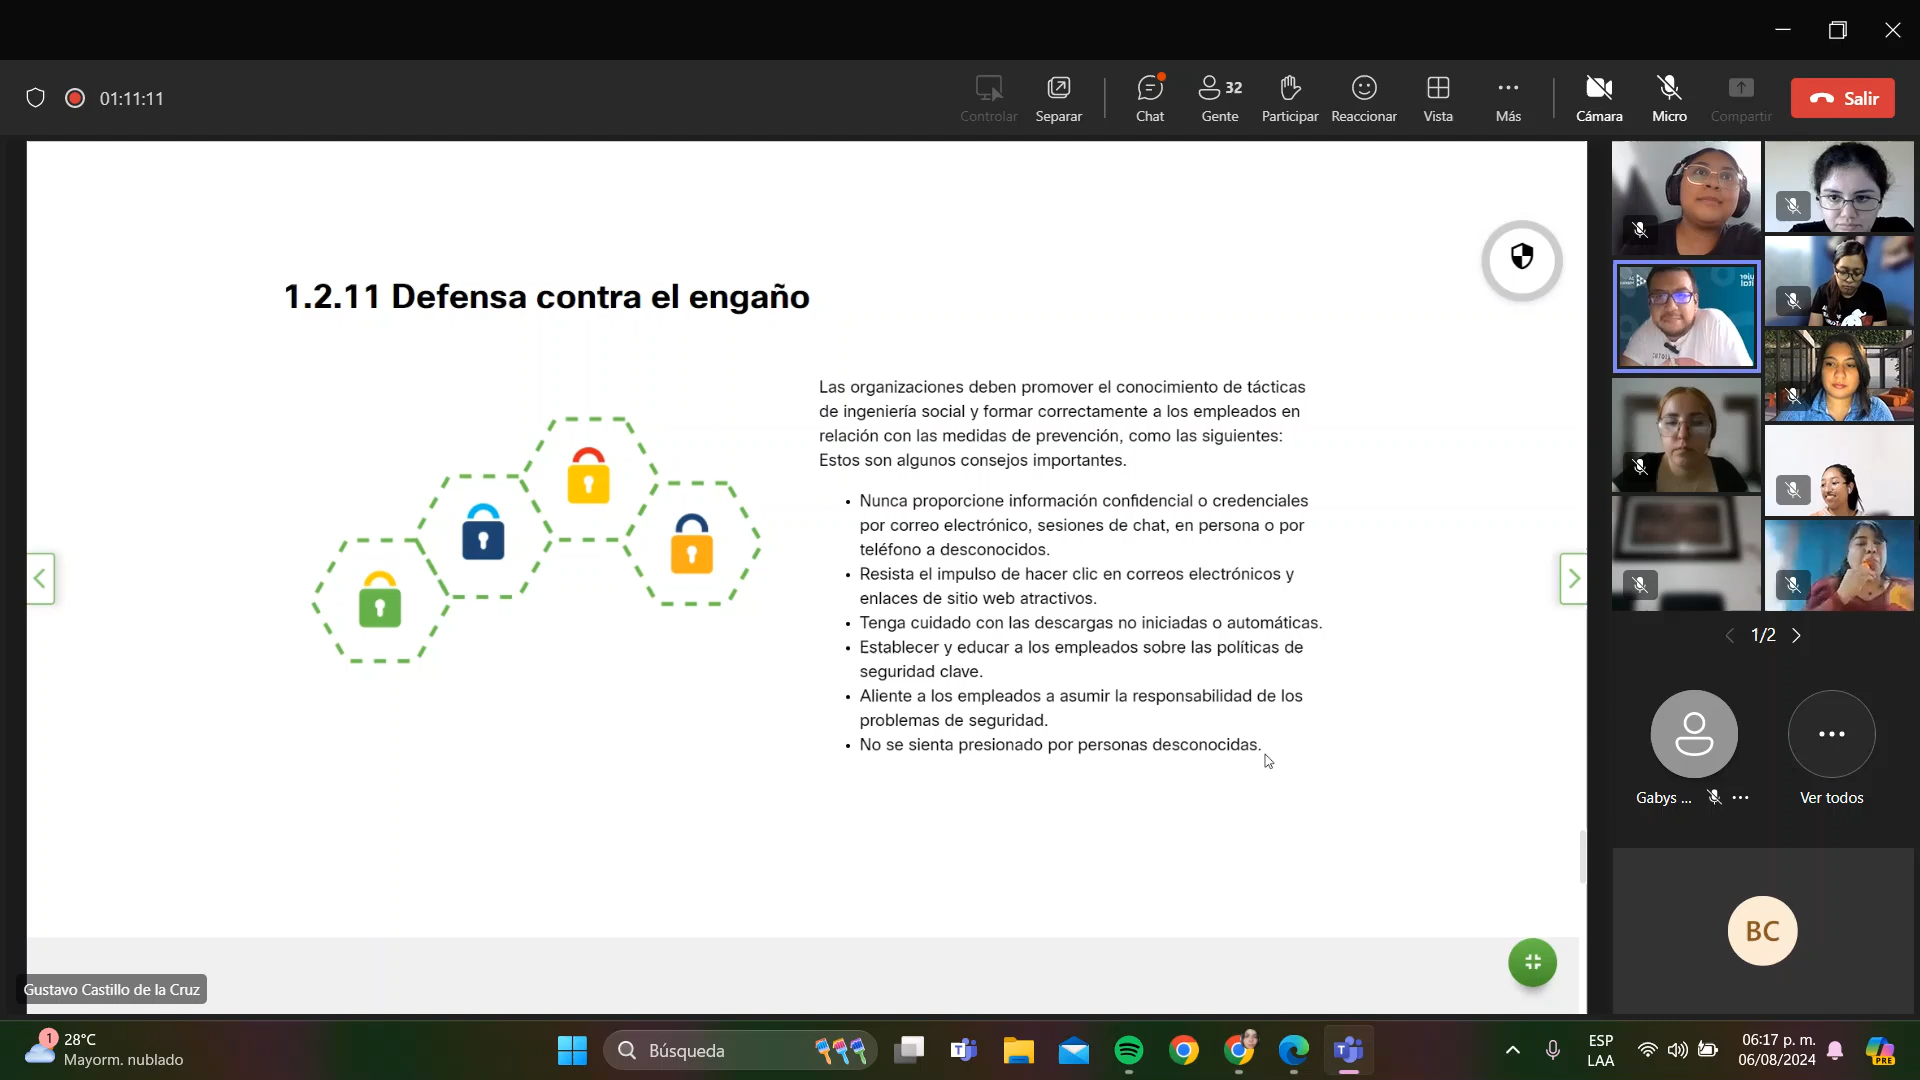 01:11:11
Controlar
Separar
Chat
32
Gente
Participar
Reaccionar
Vista
Más
Cámara
Micro
Compartir
Salir
1.2.11 Defensa contra el engaño
Las organizaciones deben promover el conocimiento de tácticas
de ingeniería social y formar correctamente a los empleados en
relación con las medidas de prevención, como las siguientes:
Estos son algunos consejos importantes.
• Nunca proporcione información confidencial o credenciales
por correo electrónico, sesiones de chat, en persona o por
teléfono a desconocidos.
• Resista el impulso de hacer clic en correos electrónicos y
enlaces de sitio web atractivos.
• Tenga cuidado con las descargas no iniciadas o automáticas.
• Establecer y educar a los empleados sobre las políticas de
seguridad clave.
• Aliente a los empleados a asumir la responsabilidad de los
problemas de seguridad.
• No se sienta presionado por personas desconocidas.
1/2
Gabys ...
Ver todos
BC
Gustavo Castillo de la Cruz
1
28°C
Mayorm. nublado
Búsqueda
ESP
LAA
06:17 p. m.
06/08/2024
PRE